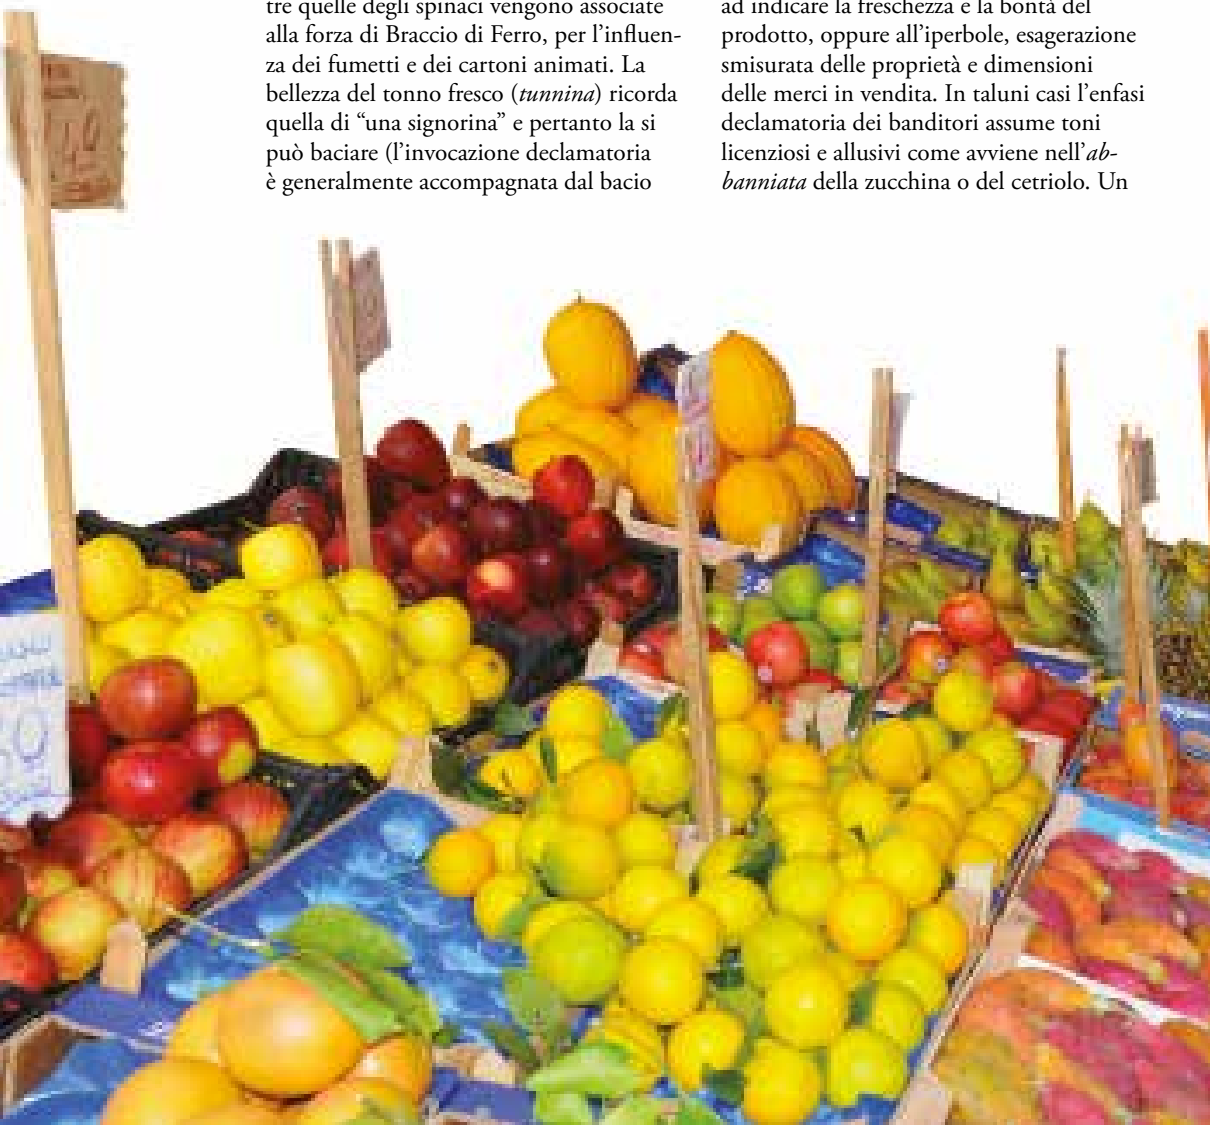 tre quelle degli spinaci vengono associate
alla forza di Braccio di Ferro, per l’influen-
za dei fumetti e dei cartoni animati. La
bellezza del tonno fresco (tunnina) ricorda
quella di “una signorina” e pertanto la si
può baciare (l’invocazione declamatoria
è generalmente accompagnata dal bacio
ad indicare la freschezza e la bontà del
prodotto, oppure all’iperbole, esagerazione
smisurata delle proprietà e dimensioni
delle merci in vendita. In taluni casi l’enfasi
declamatoria dei banditori assume toni
licenziosi e allusivi come avviene nell’ab-
banniata della zucchina o del cetriolo. Un